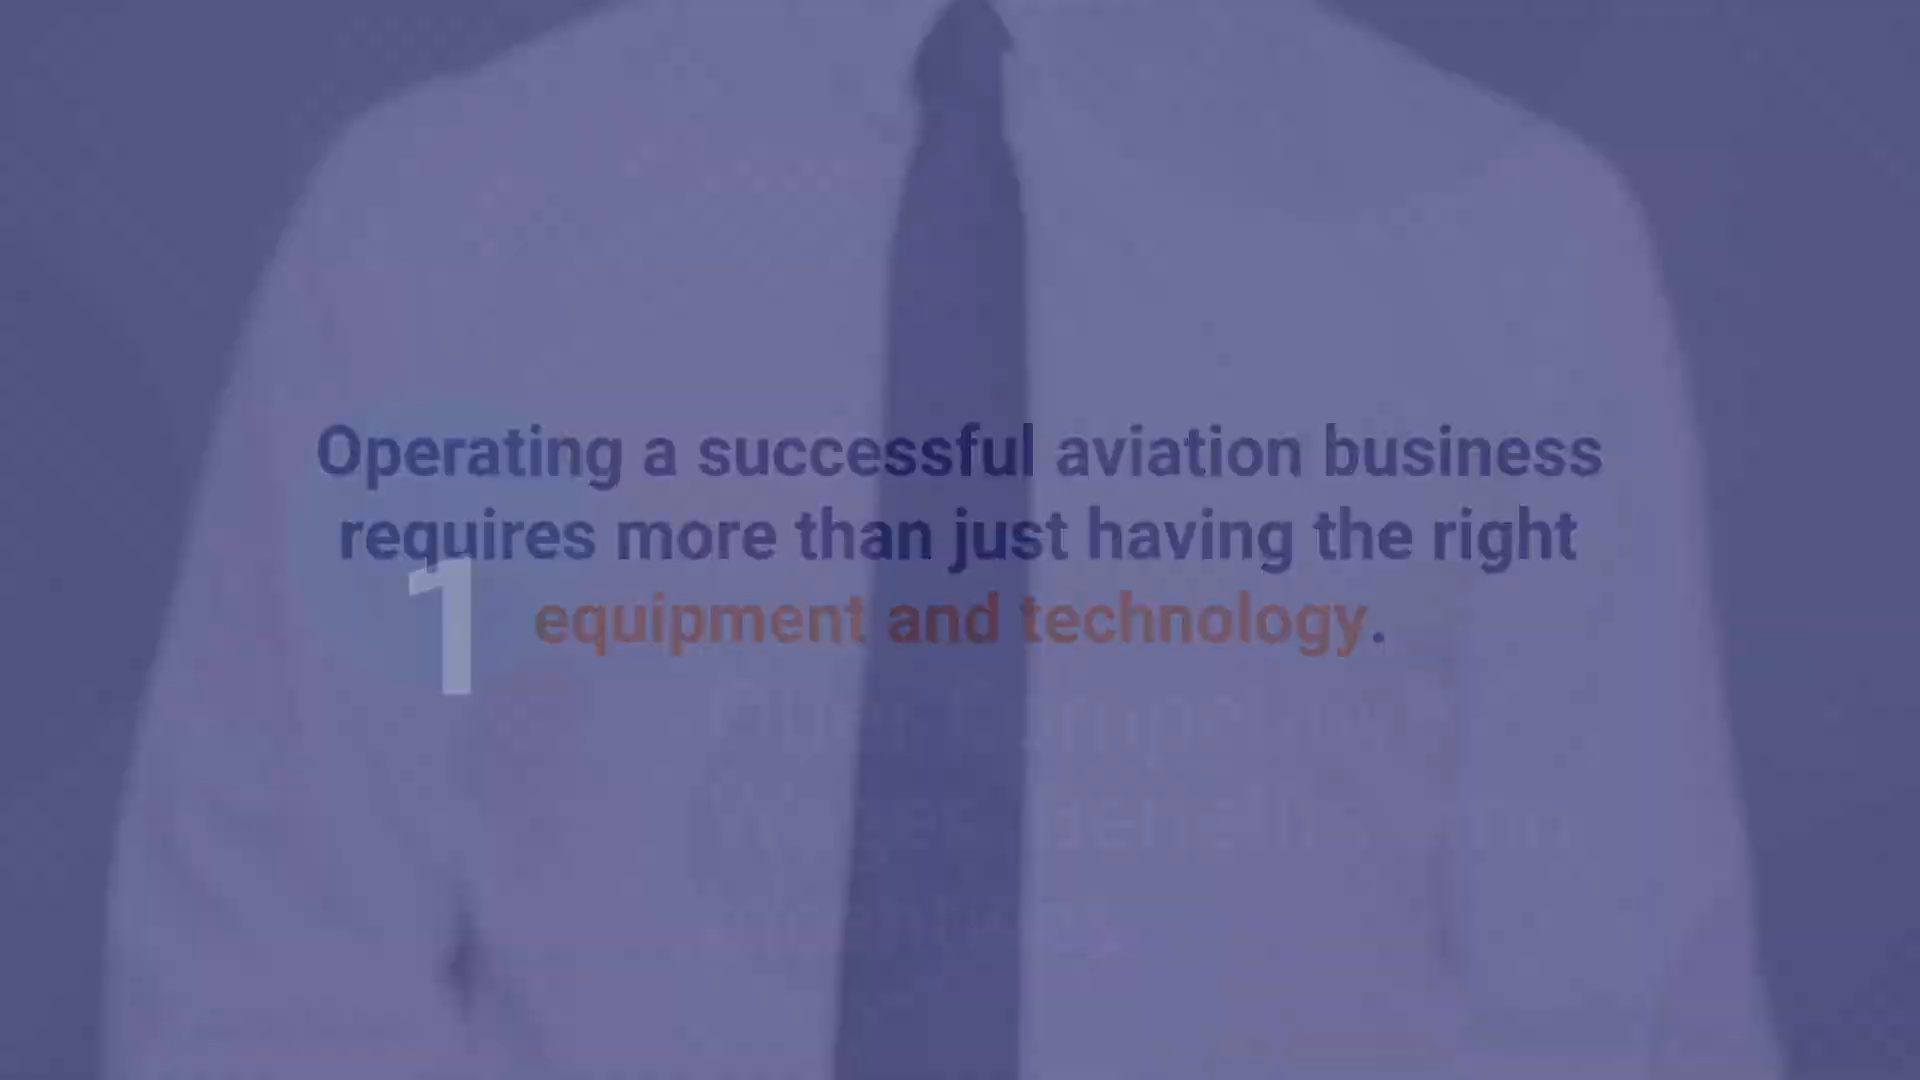 Operating a successful aviation business
requires more than just having the right
equipment and technology.
1